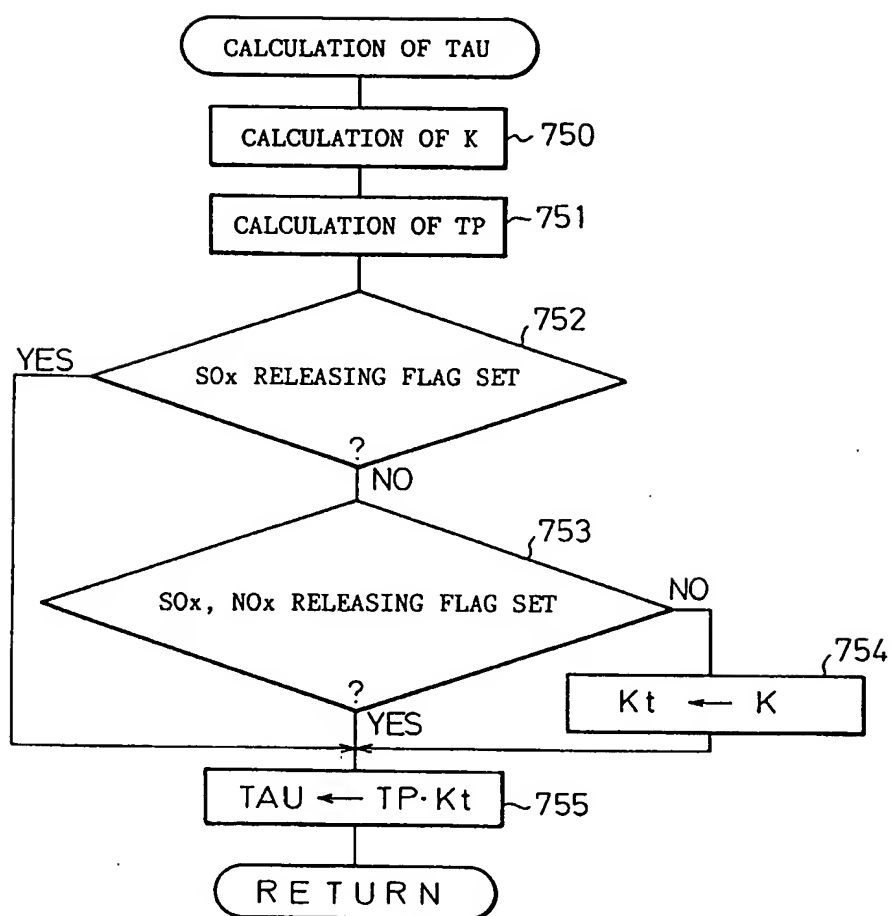 CALCULATION OF TAU
CALCULATION OF K
750
CALCULATION OF TP
751
752
YES
SOx RELEASING FLAG SET
?
NO
753
SOx, NOx RELEASING FLAG SET
NO
?
YES
754
Kt ← K
TAU ← TP·Kt
755
RETURN